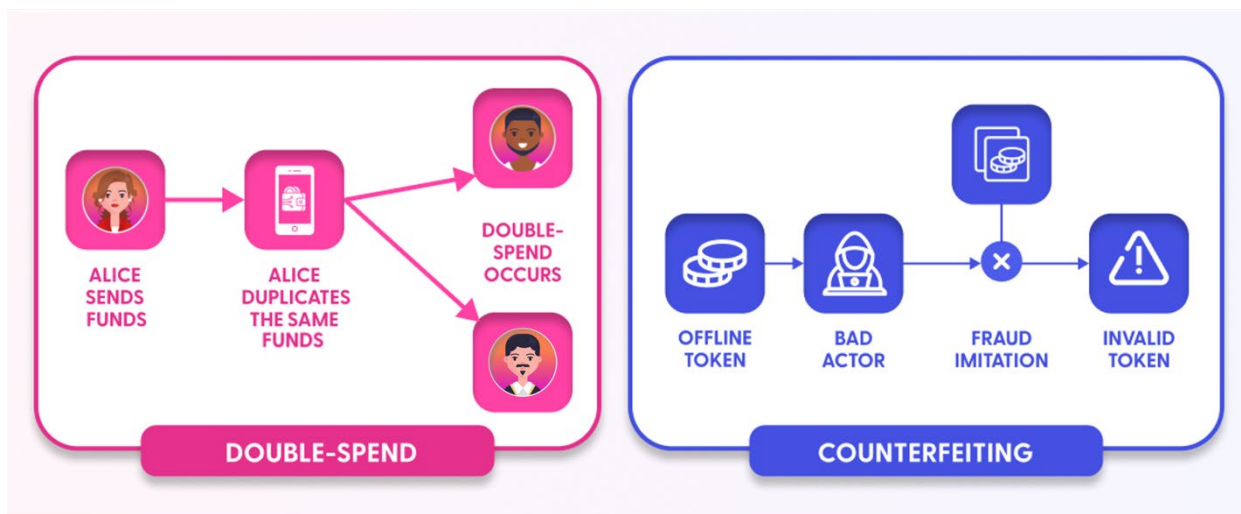 ALICE
SENDS
FUNDS
ALICE
DUPLICATES
THE SAME
FUNDS
DOUBLE-
SPEND
OCCURS
DOUBLE-SPEND
OFFLINE
TOKEN
BAD
ACTOR
FRAUD
IMITATION
INVALID
TOKEN
COUNTERFEITING